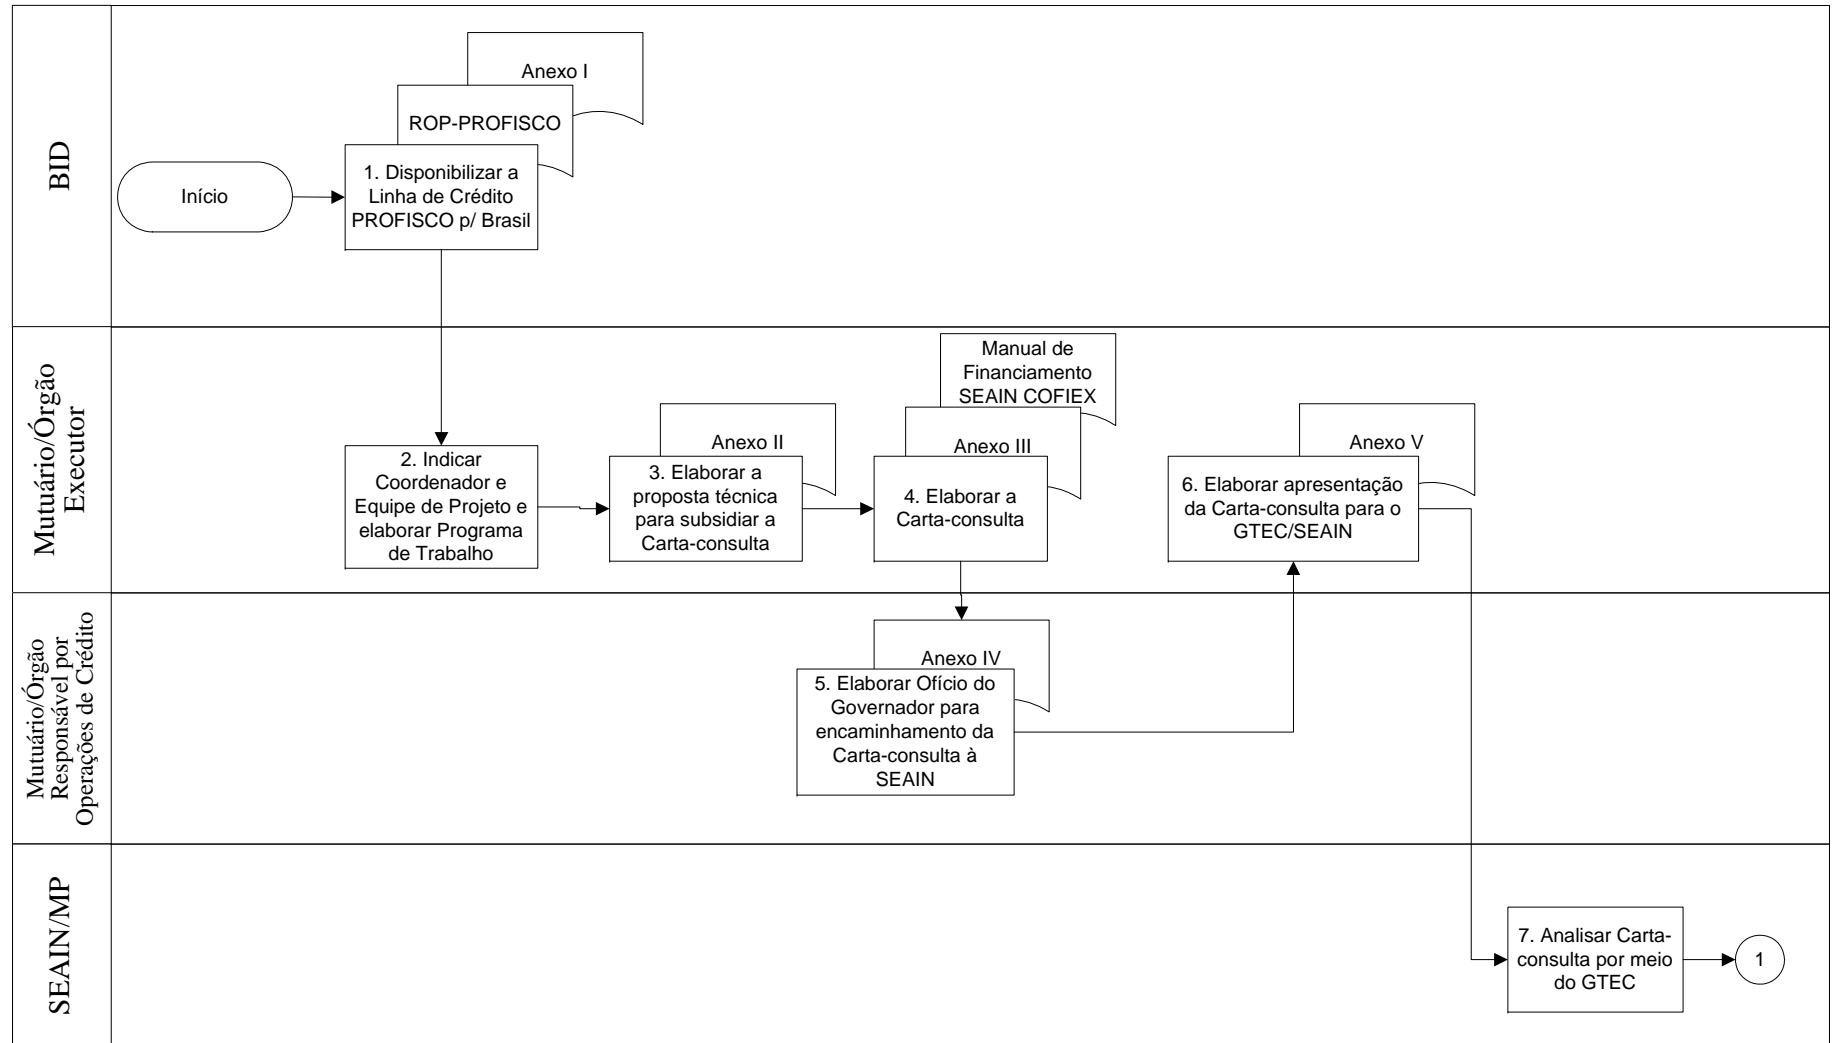 BID
Início
Anexo I
ROP-PROFISCO
1. Disponibilizar a
Linha de Crédito
PROFISCO p/ Brasil
Mutuário/Órgão
Executor
2. Indicar
Coordenador e
Equipe de Projeto e
elaborar Programa
de Trabalho
Anexo II
3. Elaborar a
proposta técnica
para subsidiar a
Carta-consulta
Manual de
Financiamento
SEAIN COFIEX
Anexo III
4. Elaborar a
Carta-consulta
Anexo V
6. Elaborar apresentação
da Carta-consulta para o
GTEC/SEAIN
Mutuário/Órgão
Responsável por
Operações de Crédito
Anexo IV
5. Elaborar Ofício do
Governador para
encaminhamento da
Carta-consulta à
SEAIN
SEAIN/MP
7. Analisar Carta-
consulta por meio
do GTEC
1